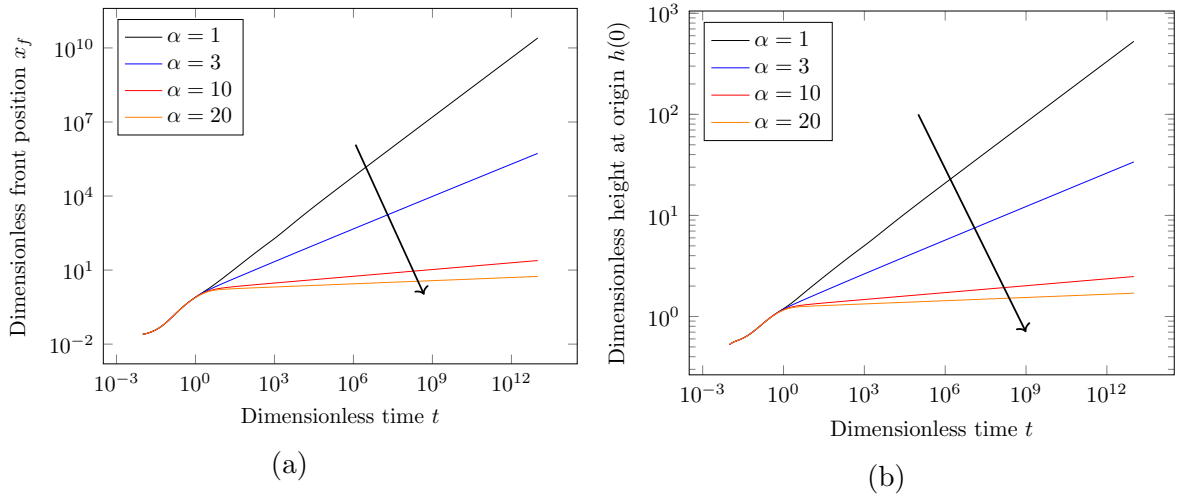 10^10
10^7
10^4
10^1
10^−2
10^−3
10^0
10^3
10^6
10^9
10^12
Dimensionless front position x_f
Dimensionless time t
α = 1
α = 3
α = 10
α = 20
(a)
10^3
10^2
10^1
10^0
10^−3
10^0
10^3
10^6
10^9
10^12
Dimensionless height at origin h(0)
Dimensionless time t
α = 1
α = 3
α = 10
α = 20
(b)